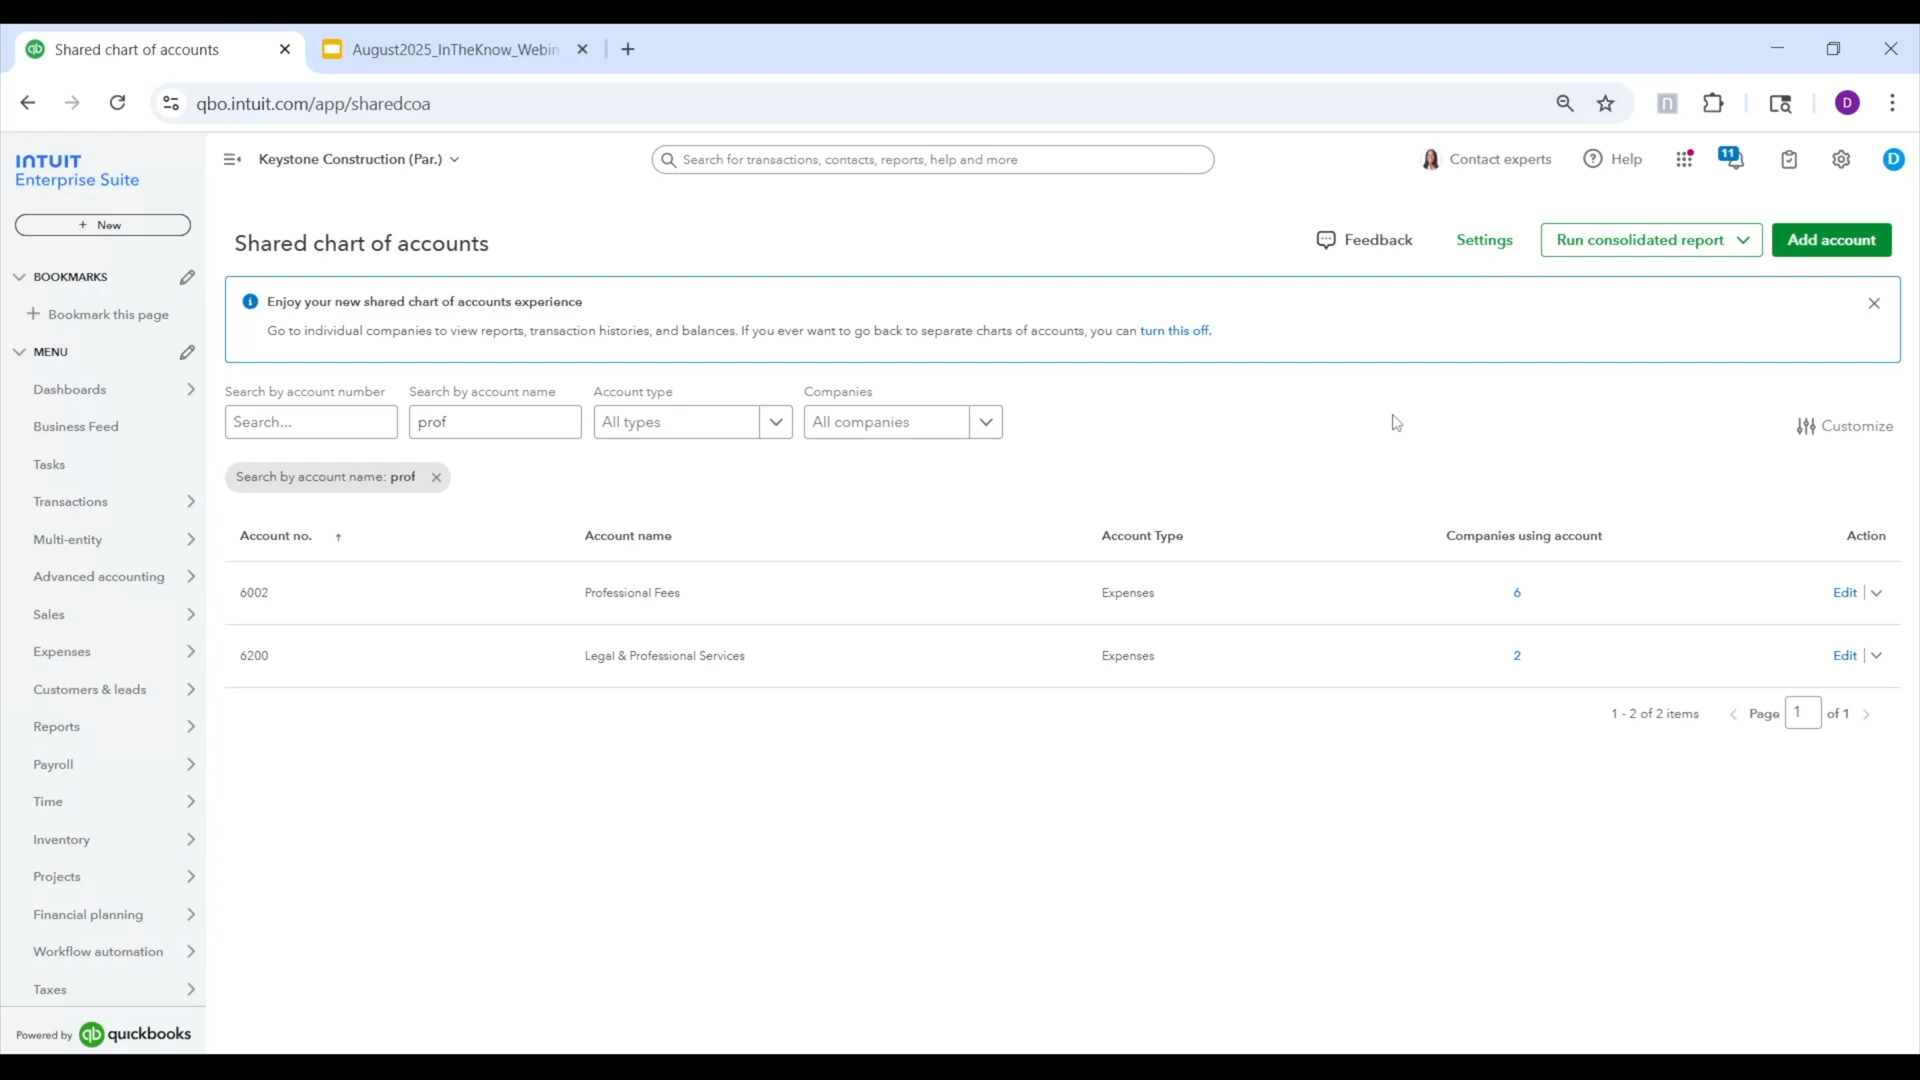 Shared chart of accounts
August2025_InTheKnow_Webin
qbo.intuit.com/app/sharedcoa
D
INTUIT
Enterprise Suite
Keystone Construction (Par.)
Search for transactions, contacts, reports, help and more
Contact experts
Help
11
D
+ New
BOOKMARKS
Bookmark this page
MENU
Dashboards
Business Feed
Tasks
Transactions
Multi-entity
Advanced accounting
Sales
Expenses
Customers & leads
Reports
Payroll
Time
Inventory
Projects
Financial planning
Workflow automation
Taxes
Powered by qb quickbooks
Shared chart of accounts
Feedback
Settings
Run consolidated report
Add account
Enjoy your new shared chart of accounts experience
Go to individual companies to view reports, transaction histories, and balances. If you ever want to go back to separate charts of accounts, you can turn this off.
Search by account number
Search by account name
Account type
Companies
Search...
prof
All types
All companies
Customize
Search by account name: prof
Account no.
Account name
Account Type
Companies using account
Action
6002
Professional Fees
Expenses
6
Edit
6200
Legal & Professional Services
Expenses
2
Edit
1 - 2 of 2 items
Page 1 of 1